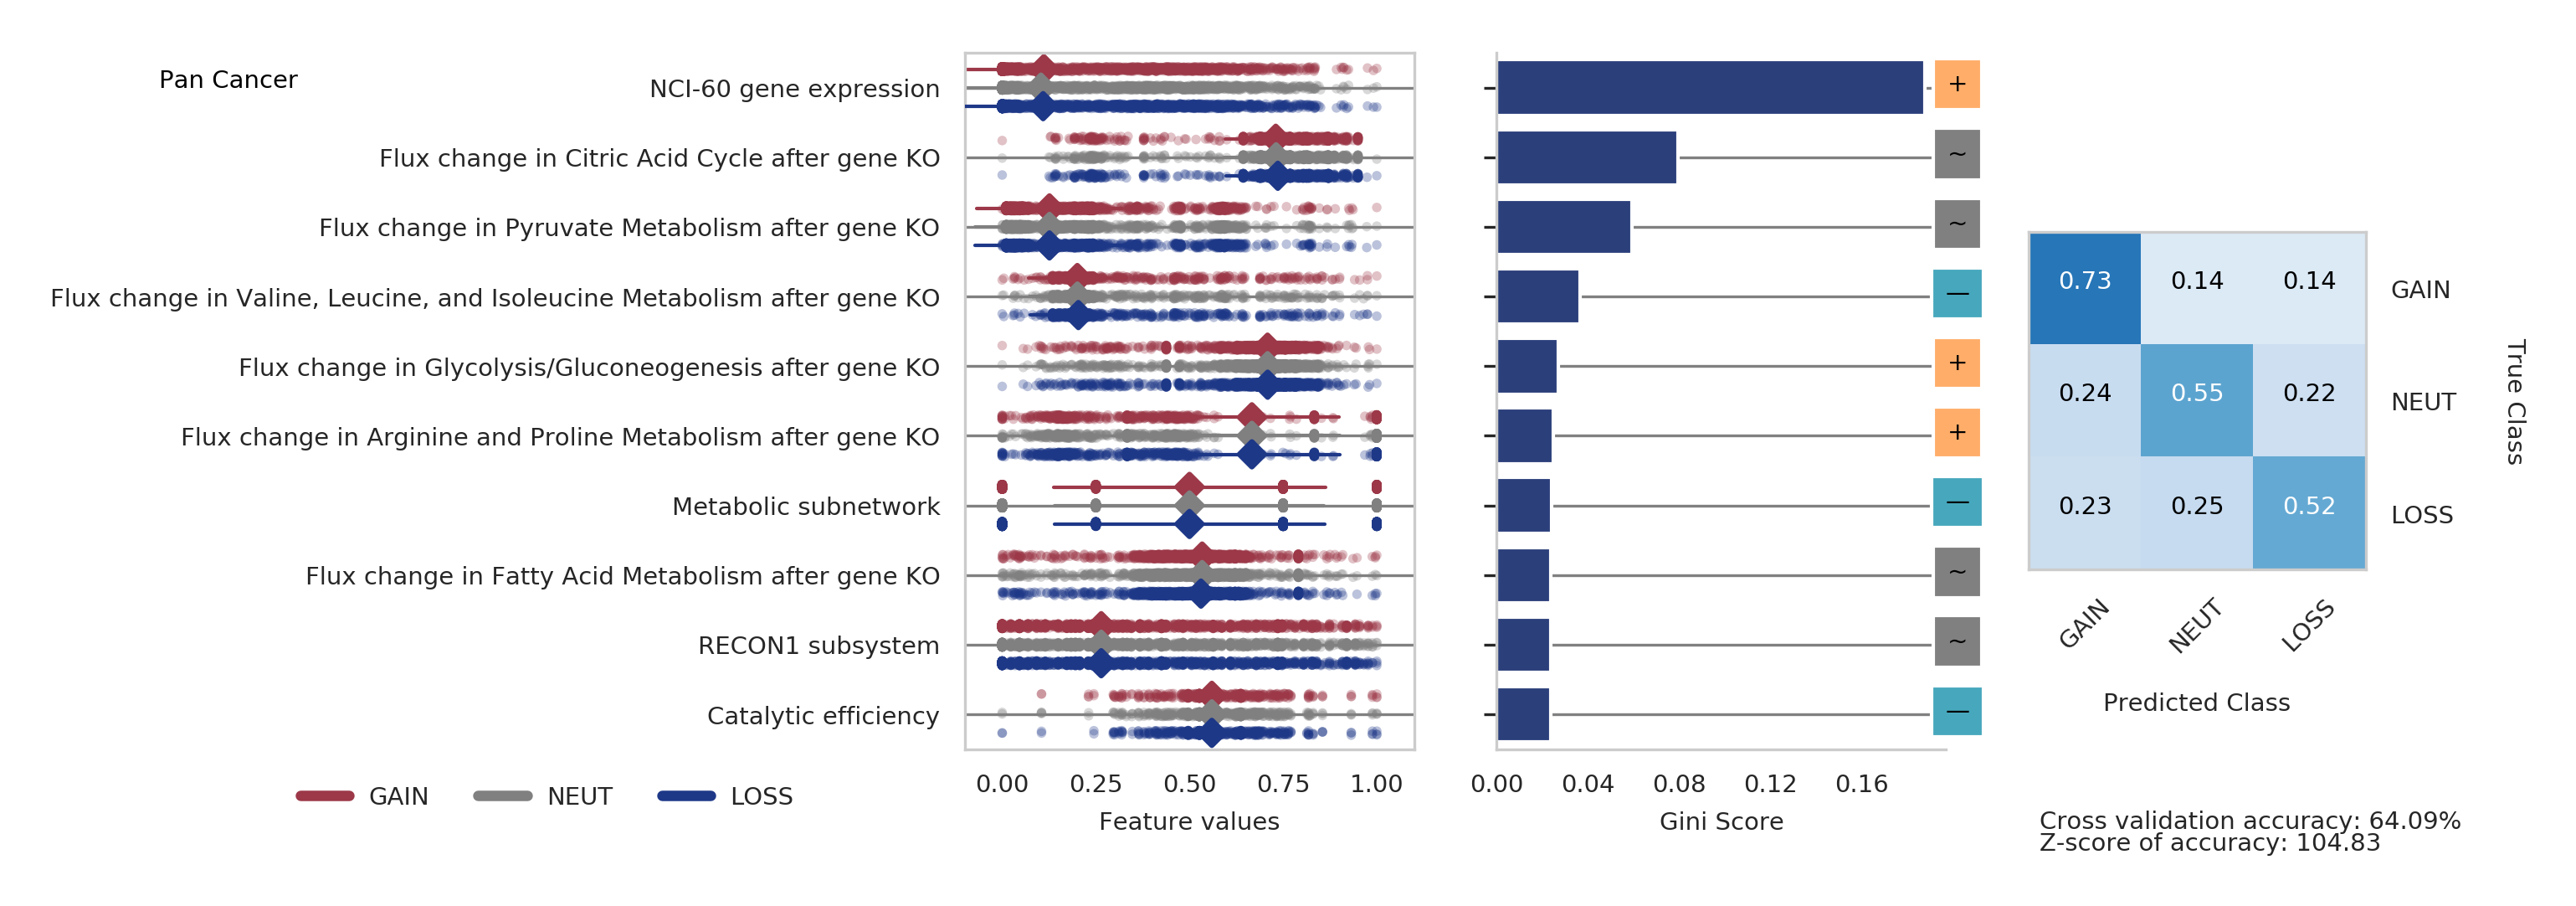 Pan Cancer
NCI-60 gene expression
Flux change in Citric Acid Cycle after gene KO
Flux change in Pyruvate Metabolism after gene KO
Flux change in Valine, Leucine, and Isoleucine Metabolism after gene KO
Flux change in Glycolysis/Gluconeogenesis after gene KO
Flux change in Arginine and Proline Metabolism after gene KO
Metabolic subnetwork
Flux change in Fatty Acid Metabolism after gene KO
RECON1 subsystem
Catalytic efficiency
GAIN NEUT LOSS
0.00 0.25 0.50 0.75 1.00
Feature values
+
~
~
—
+
+
—
~
~
—
0.00 0.04 0.08 0.12 0.16
Gini Score
0.73 0.14 0.14 GAIN
0.24 0.55 0.22 NEUT
0.23 0.25 0.52 LOSS
True Class
GAIN NEUT LOSS
Predicted Class
Cross validation accuracy: 64.09%
Z-score of accuracy: 104.83